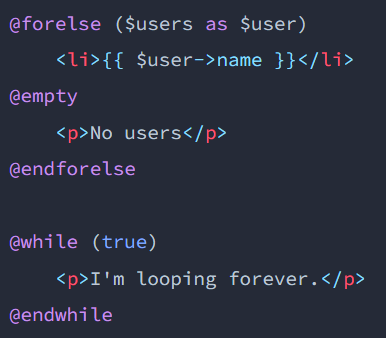 @forelse ($users as $user)
    <li>{{ $user->name }}</li>
@empty
    <p>No users</p>
@endforelse

@while (true)
    <p>I'm looping forever.</p>
@endwhile